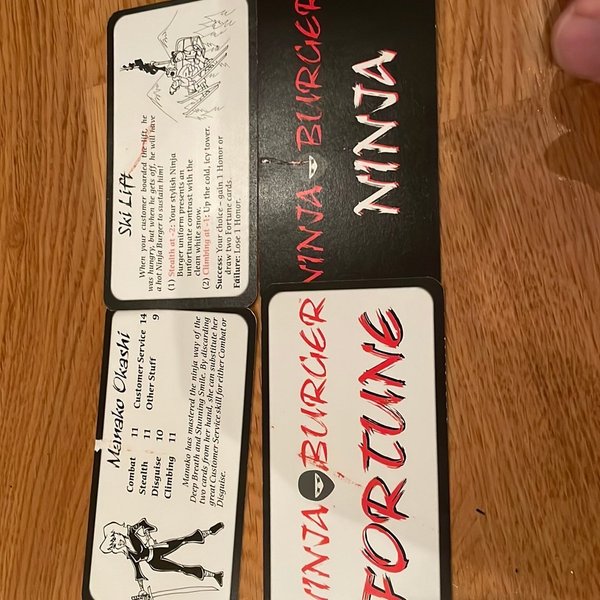 Ski Lift
When your customer boarded the lift, he
was hungry, but when he gets off, he will have
a hot Ninja Burger to sustain him!
(1) Stealth at -2: Your stylish Ninja
Burger uniform presents an
unfortunate contrast with the
clean white snow.
(2) Climbing at -1: Up the cold, icy tower.
Success: Your choice – gain 1 Honor or
draw two Fortune cards.
Failure: Lose 1 Honor.
NINJA BURGER
NINJA
Manako Okashi
Combat 11 Customer Service 14
Stealth 11 Other Stuff 9
Disguise 10
Climbing 11
Manako has mastered the ninja way of the
Deep Breath and Stunning Smile. By discarding
two cards from her hand, she can substitute her
great Customer Service skill for either Combat or
Disguise.
NINJA BURGER
FORTUNE